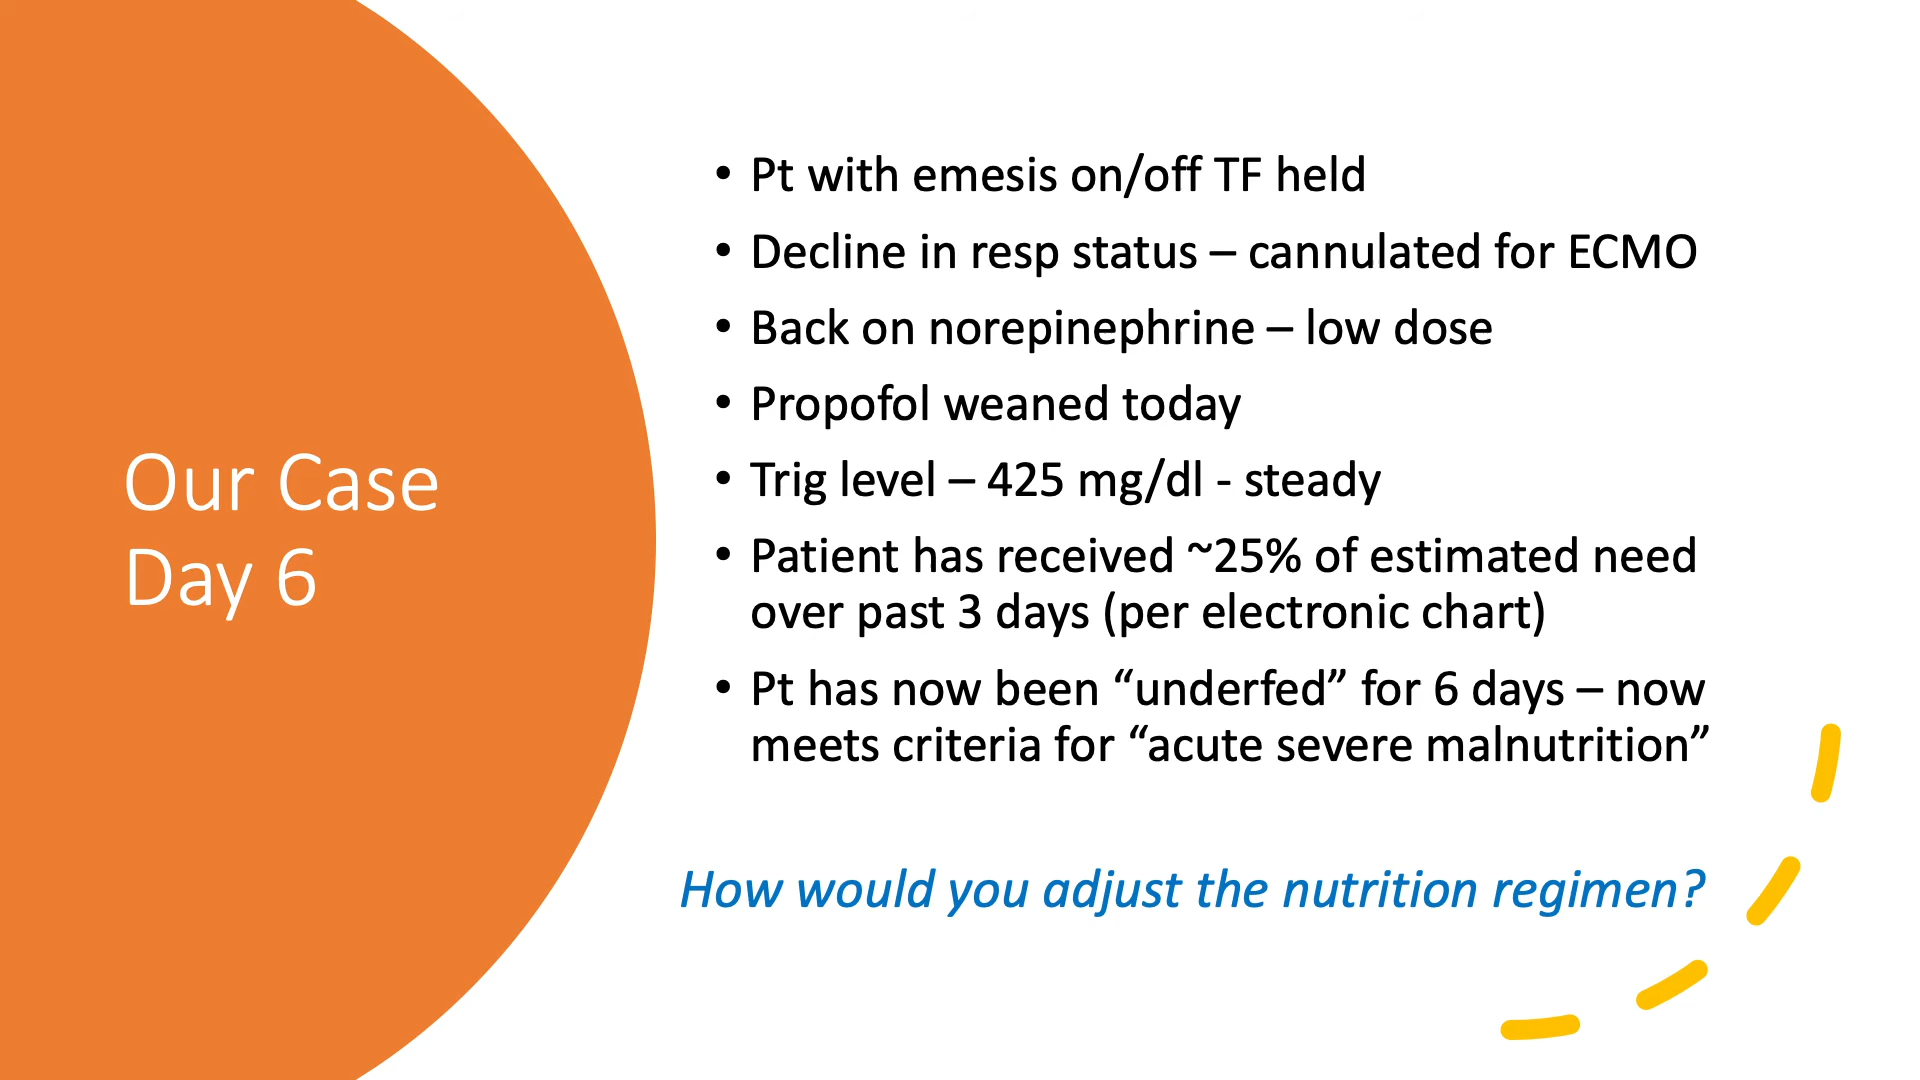 Our Case
Day 6
• Pt with emesis on/off TF held
• Decline in resp status – cannulated for ECMO
• Back on norepinephrine – low dose
• Propofol weaned today
• Trig level – 425 mg/dl - steady
• Patient has received ~25% of estimated need
over past 3 days (per electronic chart)
• Pt has now been “underfed” for 6 days – now
meets criteria for “acute severe malnutrition”
How would you adjust the nutrition regimen?